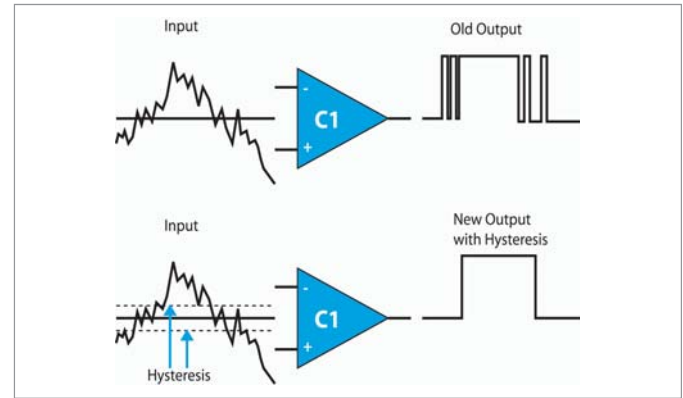 Input
Old Output
-
C1
+
Input
New Output
with Hysteresis
-
C1
+
Hysteresis